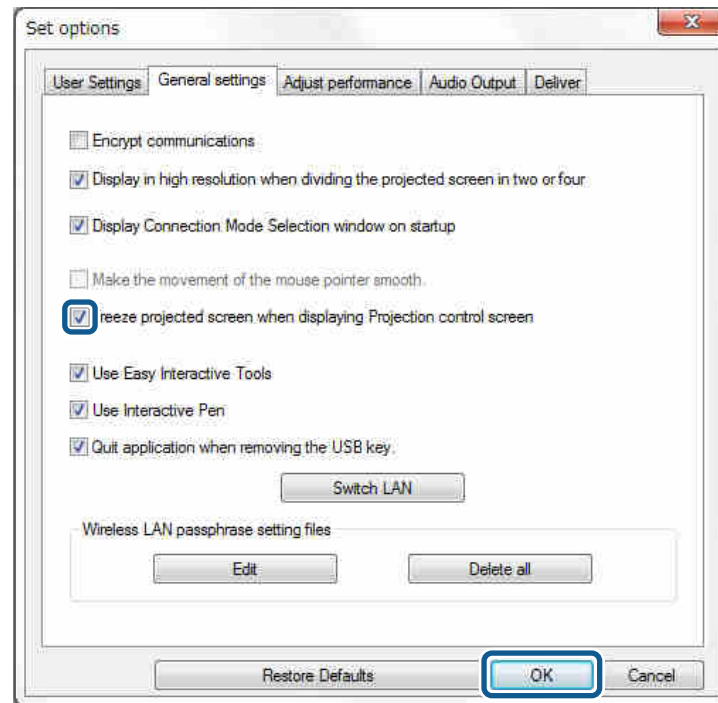 Set options
User Settings General settings Adjust performance Audio Output Deliver
Encrypt communications
Display in high resolution when dividing the projected screen in two or four
Display Connection Mode Selection window on startup
Make the movement of the mouse pointer smooth.
reeze projected screen when displaying Projection control screen
Use Easy Interactive Tools
Use Interactive Pen
Quit application when removing the USB key.
Switch LAN
Wireless LAN passphrase setting files
Edit Delete all
Restore Defaults OK Cancel